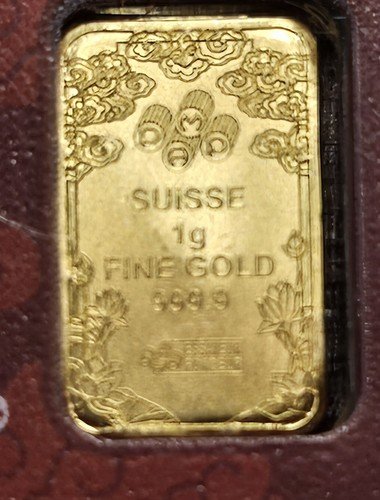 PAMP
SUISSE
1g
FINE GOLD
999.9